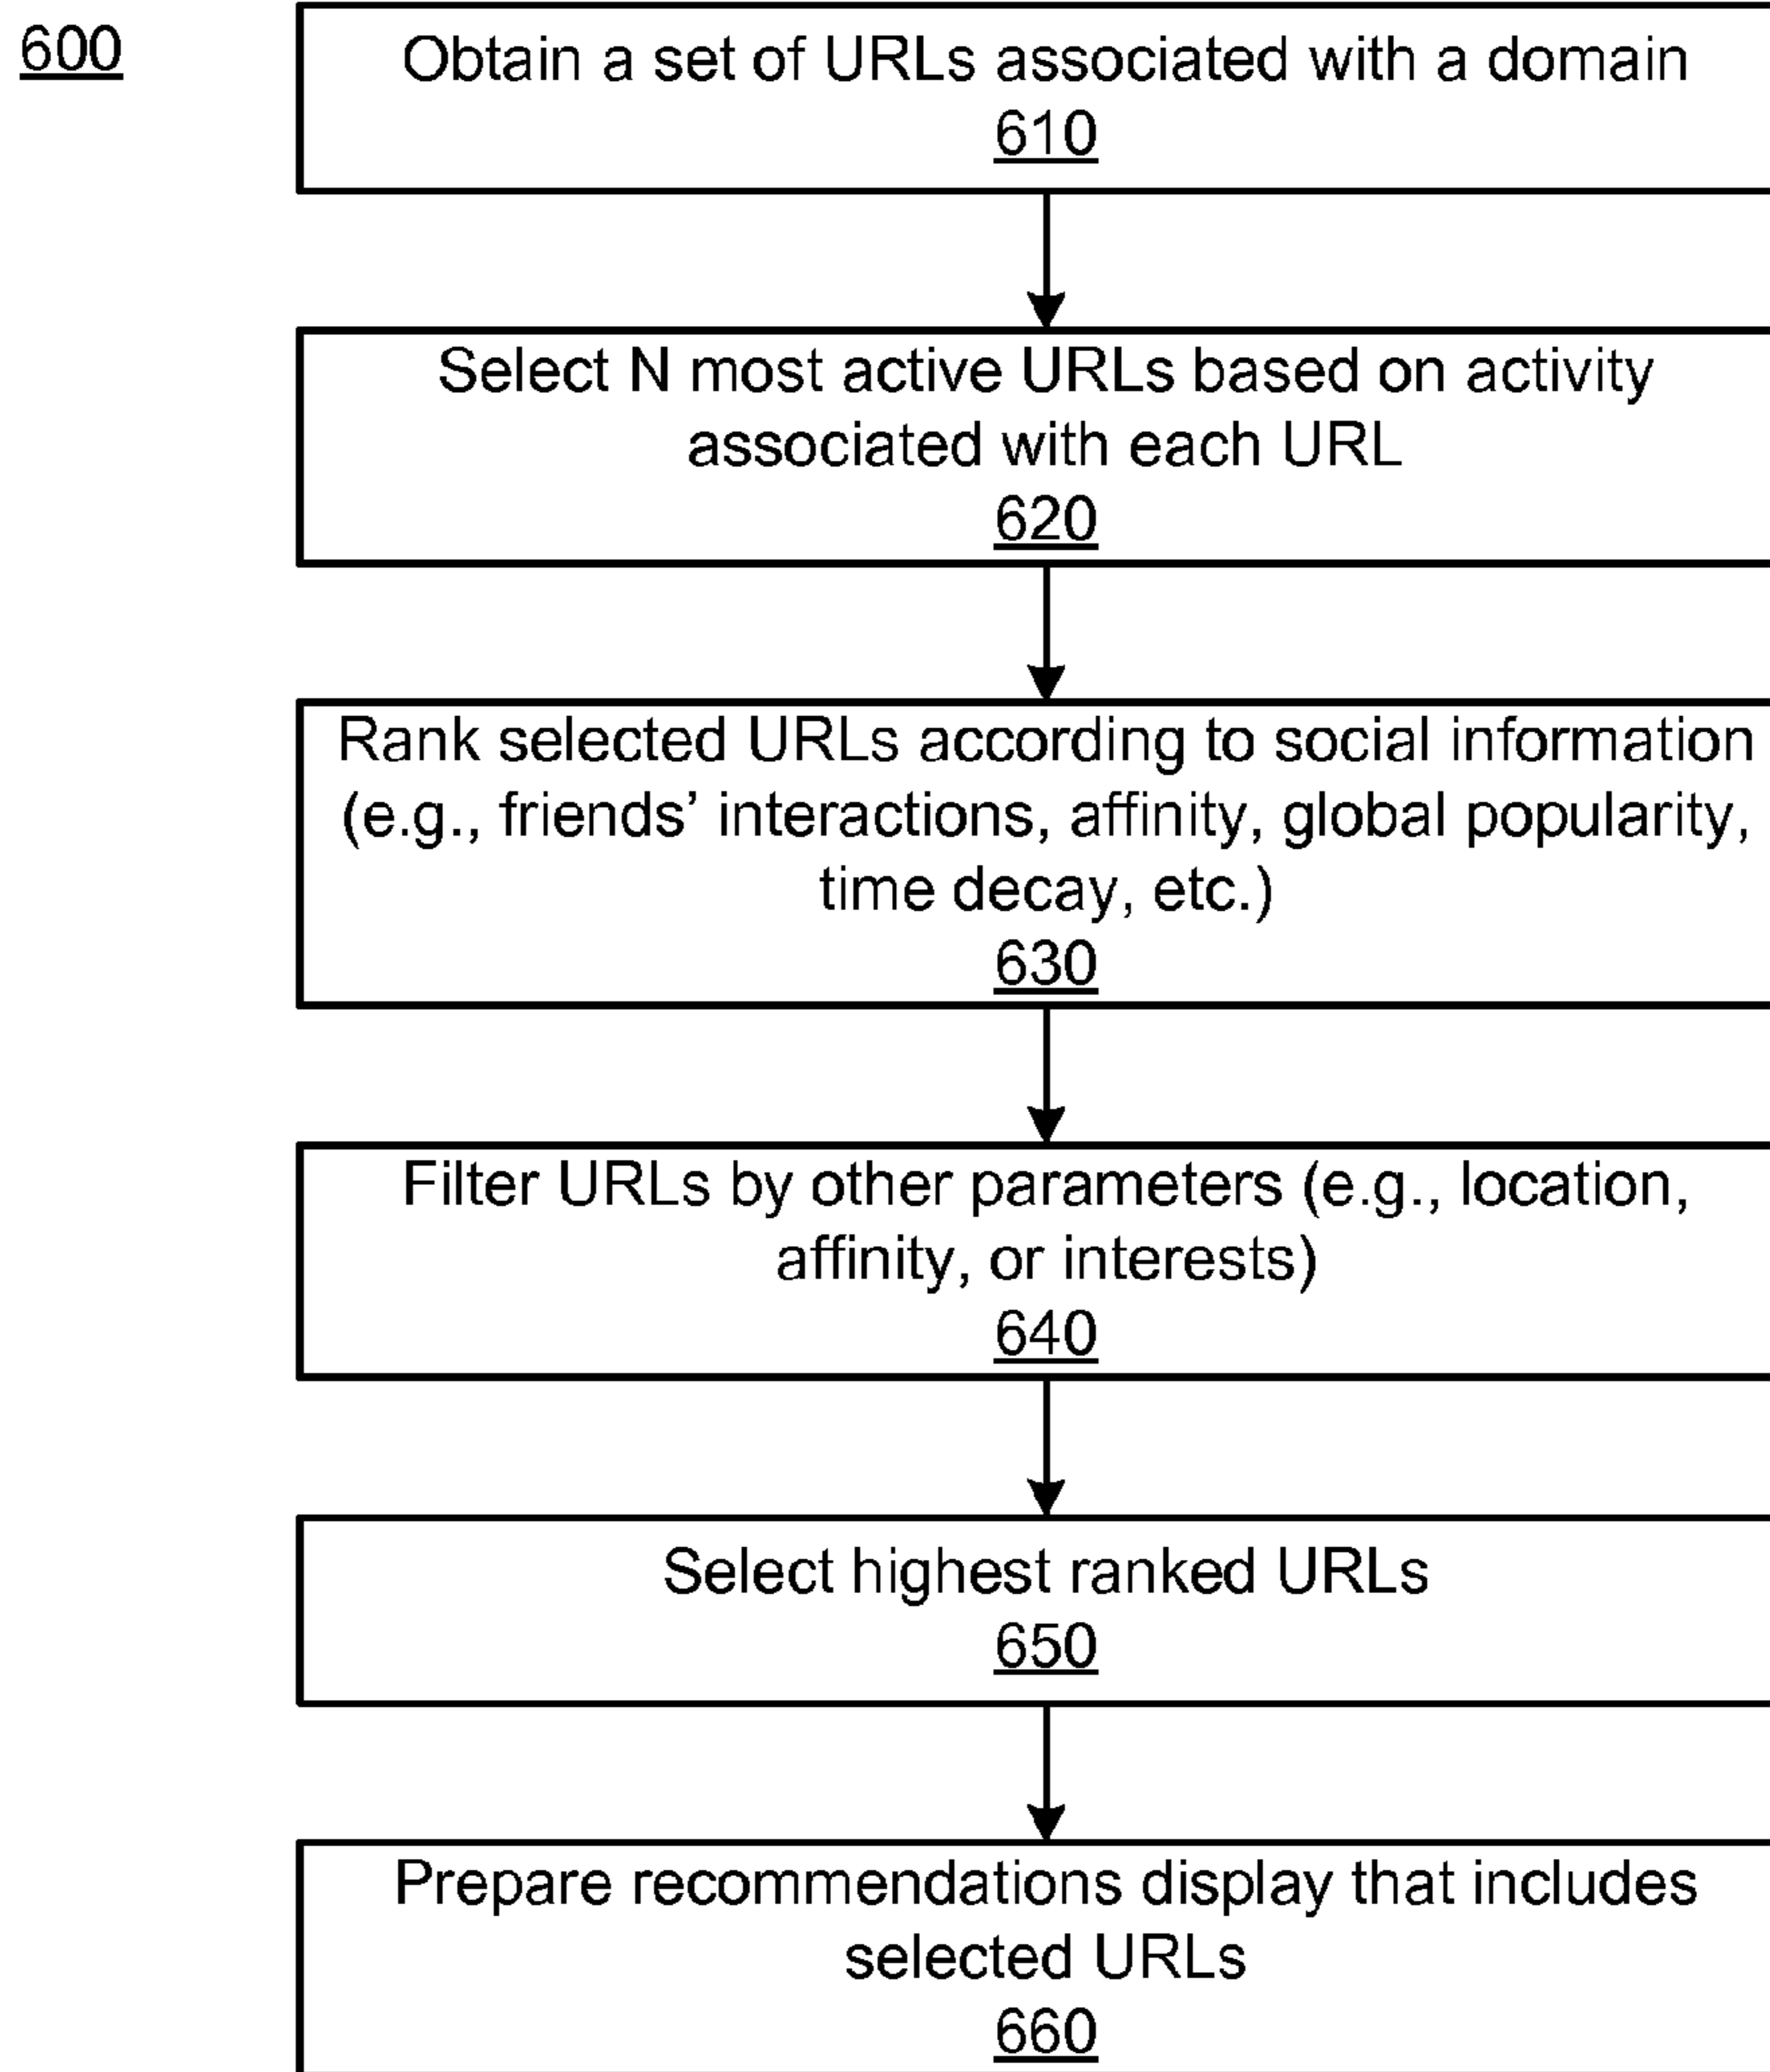 600
Obtain a set of URLs associated with a domain
610
Select N most active URLs based on activity
associated with each URL
620
Rank selected URLs according to social information
(e.g., friends’ interactions, affinity, global popularity,
time decay, etc.)
630
Filter URLs by other parameters (e.g., location,
affinity, or interests)
640
Select highest ranked URLs
650
Prepare recommendations display that includes
selected URLs
660